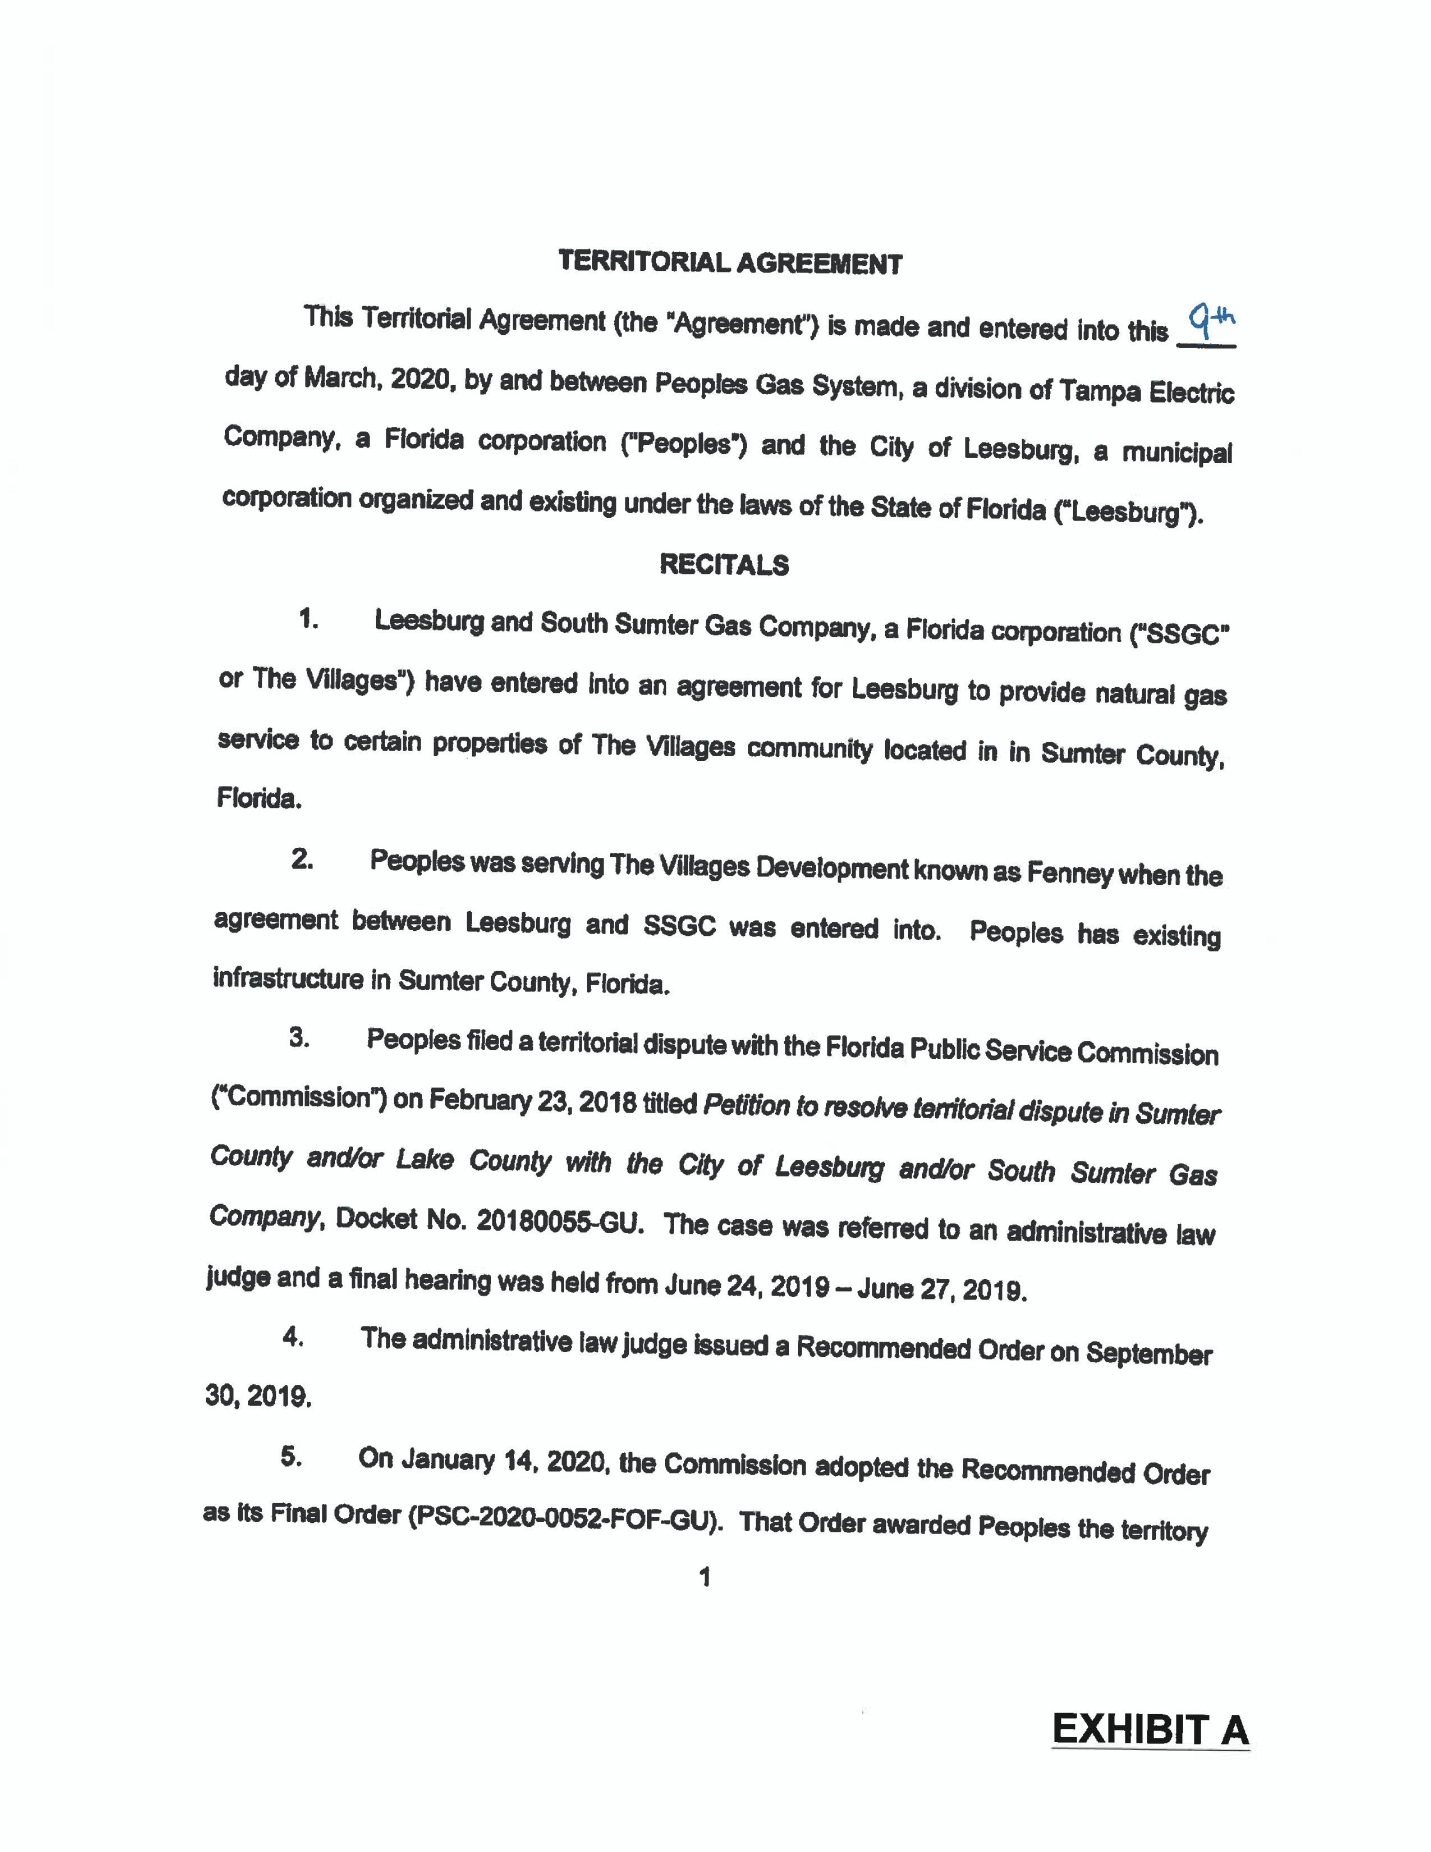 TERRITORIAL AGREEMENT
This Territorial Agreement (the "Agreement") is made and entered into this 9th
day of March, 2020, by and between Peoples Gas System, a division of Tampa Electric
Company, a Florida corporation ("Peoples") and the City of Leesburg, a municipal
corporation organized and existing under the laws of the State of Florida ("Leesburg").
RECITALS
1. Leesburg and South Sumter Gas Company, a Florida corporation ("SSGC"
or The Villages") have entered into an agreement for Leesburg to provide natural gas
service to certain properties of The Villages community located in in Sumter County,
Florida.
2. Peoples was serving The Villages Development known as Fenney when the
agreement between Leesburg and SSGC was entered into. Peoples has existing
infrastructure in Sumter County, Florida.
3. Peoples filed a territorial dispute with the Florida Public Service Commission
("Commission") on February 23, 2018 titled Petition to resolve territorial dispute in Sumter
County and/or Lake County with the City of Leesburg and/or South Sumter Gas
Company, Docket No. 20180055-GU. The case was referred to an administrative law
judge and a final hearing was held from June 24, 2019 – June 27, 2019.
4. The administrative law judge issued a Recommended Order on September
30, 2019.
5. On January 14, 2020, the Commission adopted the Recommended Order
as its Final Order (PSC-2020-0052-FOF-GU). That Order awarded Peoples the territory
1
EXHIBIT A